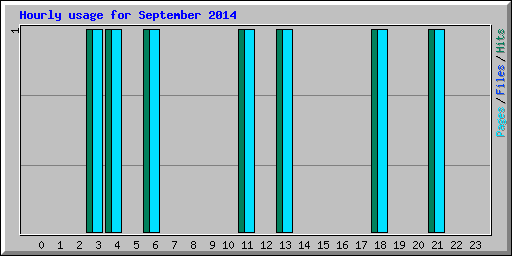 Hourly usage for September 2014
1
Pages/Files/Hits
0 1 2 3 4 5 6 7 8 9 10 11 12 13 14 15 16 17 18 19 20 21 22 23